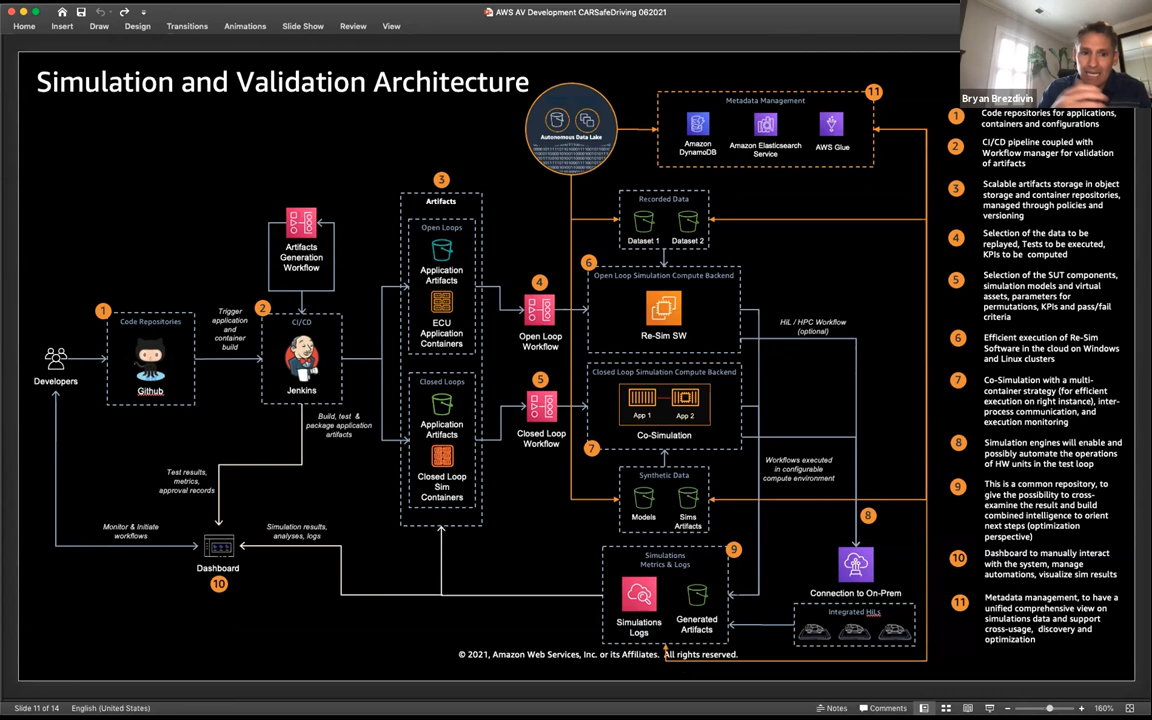 AWS AV Development CARSafeDriving 062021
Home
Insert
Draw
Design
Transitions
Animations
Slide Show
Review
View
Simulation and Validation Architecture
Bryan Brezdivin
Autonomous Data Lake
Metadata Management
Amazon
DynamoDB
Amazon Elasticsearch
Service
AWS Glue
11
Recorded Data
Dataset 1
Dataset 2
3
Artifacts
Open Loops
Application
Artifacts
ECU
Application
Containers
Closed Loops
Application
Artifacts
Closed Loop
Sim
Containers
Artifacts
Generation
Workflow
1
Code Repositories
Github
Developers
Trigger
application
and
container
build
2
CI/CD
Jenkins
Build, test &
package application
artifacts
4
Open Loop
Workflow
5
Closed Loop
Workflow
6
Open Loop Simulation Compute Backend
Re-Sim SW
Closed Loop Simulation Compute Backend
App 1
App 2
Co-Simulation
7
Synthetic Data
Models
Sims
Artifacts
HiL / HPC Workflow
(optional)
Workflows executed
in configurable
compute environment
8
Connection to On-Prem
Integrated HiLs
9
Simulations
Metrics & Logs
Simulations
Logs
Generated
Artifacts
Test results,
metrics,
approval records
Monitor & Initiate
workflows
Simulation results,
analyses, logs
Dashboard
10
© 2021, Amazon Web Services, Inc. or its Affiliates. All rights reserved.
1
Code repositories for applications,
containers and configurations
2
CI/CD pipeline coupled with
Workflow manager for validation
of artifacts
3
Scalable artifacts storage in object
storage and container repositories,
managed through policies and
versioning
4
Selection of the data to be
replayed, Tests to be executed,
KPIs to be computed
5
Selection of the SUT components,
simulation models and virtual
assets, parameters for
permutations, KPIs and pass/fail
criteria
6
Efficient execution of Re-Sim
Software in the cloud on Windows
and Linux clusters
7
Co-Simulation with a multi-
container strategy (for efficient
execution on right instance), inter-
process communication, and
execution monitoring
8
Simulation engines will enable and
possibly automate the operations
of HW units in the test loop
9
This is a common repository, to
give the possibility to cross-
examine the result and build
combined intelligence to orient
next steps (optimization
perspective)
10
Dashboard to manually interact
with the system, manage
automations, visualize sim results
11
Metadata management, to have a
unified comprehensive view on
simulations data and support
cross-usage, discovery and
optimization
Slide 11 of 14
English (United States)
Notes
Comments
160%